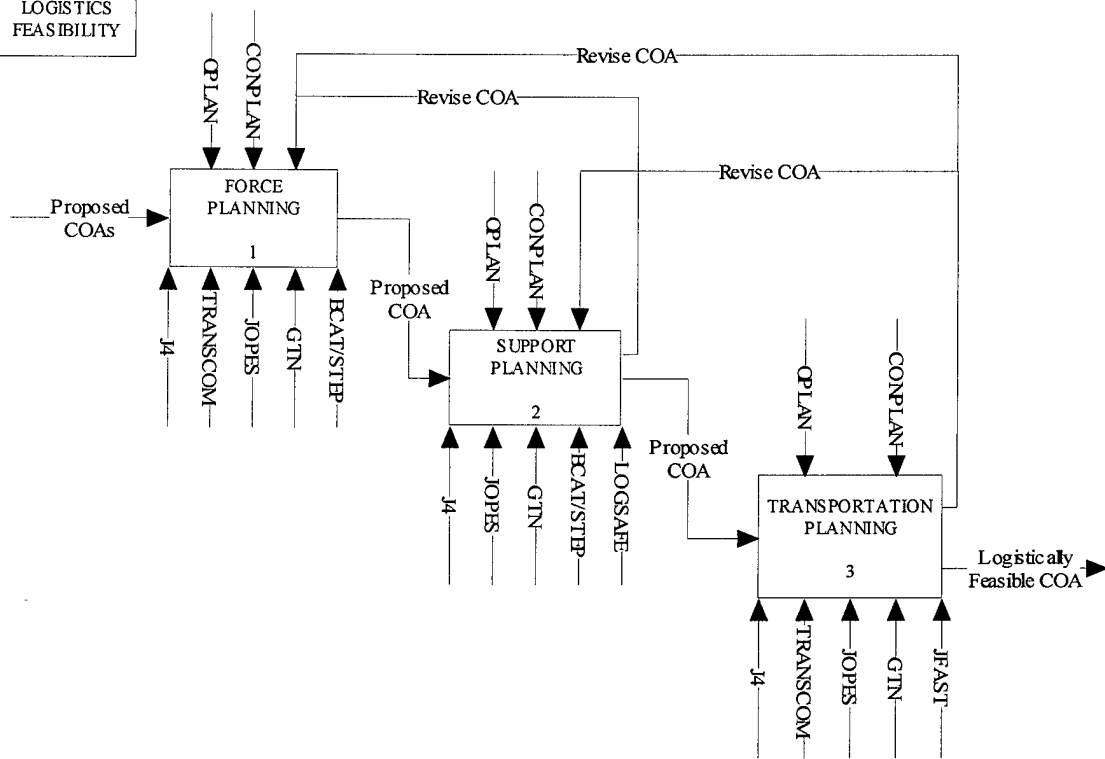 LOGISTICS
FEASIBILITY
OPLAN
CONPLAN
Revise COA
Revise COA
Revise COA
Proposed
COAs
FORCE
PLANNING
1
J4
TRANSCOM
JOPES
GTN
BCAT/STEP
Proposed
COA
OPLAN
CONPLAN
SUPPORT
PLANNING
2
J4
JOPES
GTN
BCAT/STEP
LOGSAFE
Proposed
COA
OPLAN
CONPLAN
TRANSPORTATION
PLANNING
3
Logistically
Feasible COA
J4
TRANSCOM
JOPES
GTN
JFAST